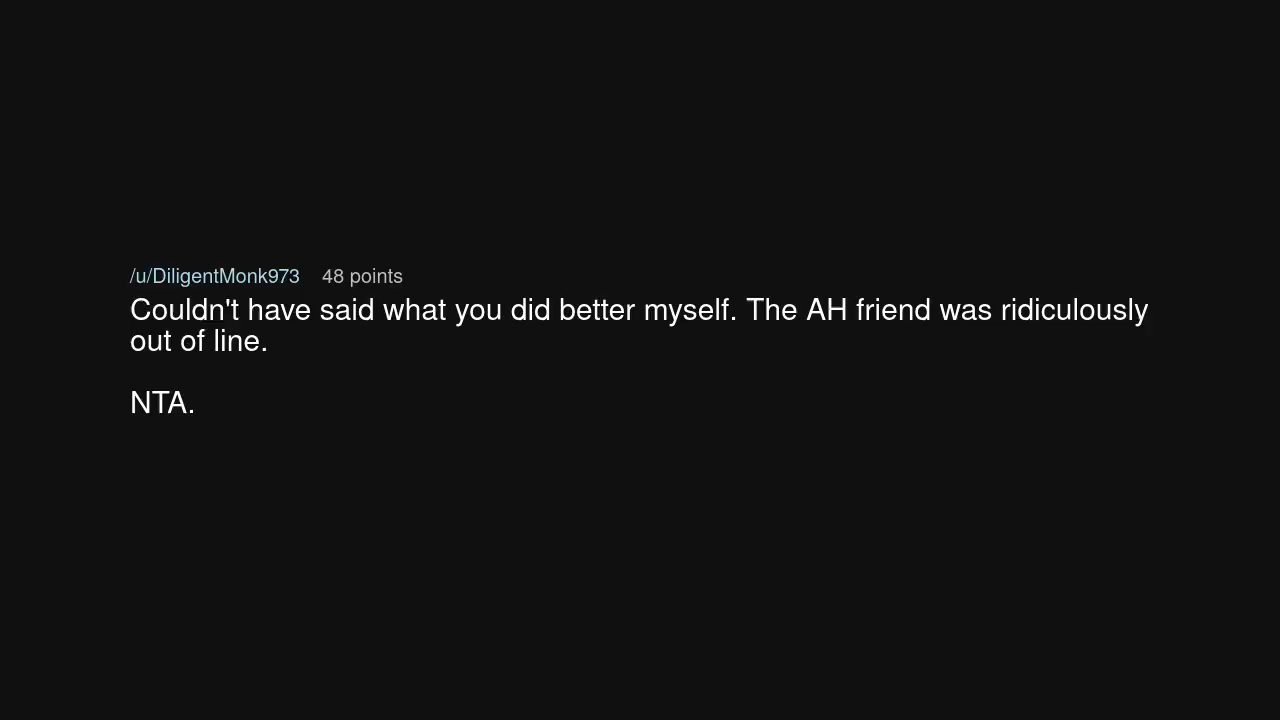 /u/DiligentMonk973 48 points
Couldn't have said what you did better myself. The AH friend was ridiculously
out of line.
NTA.